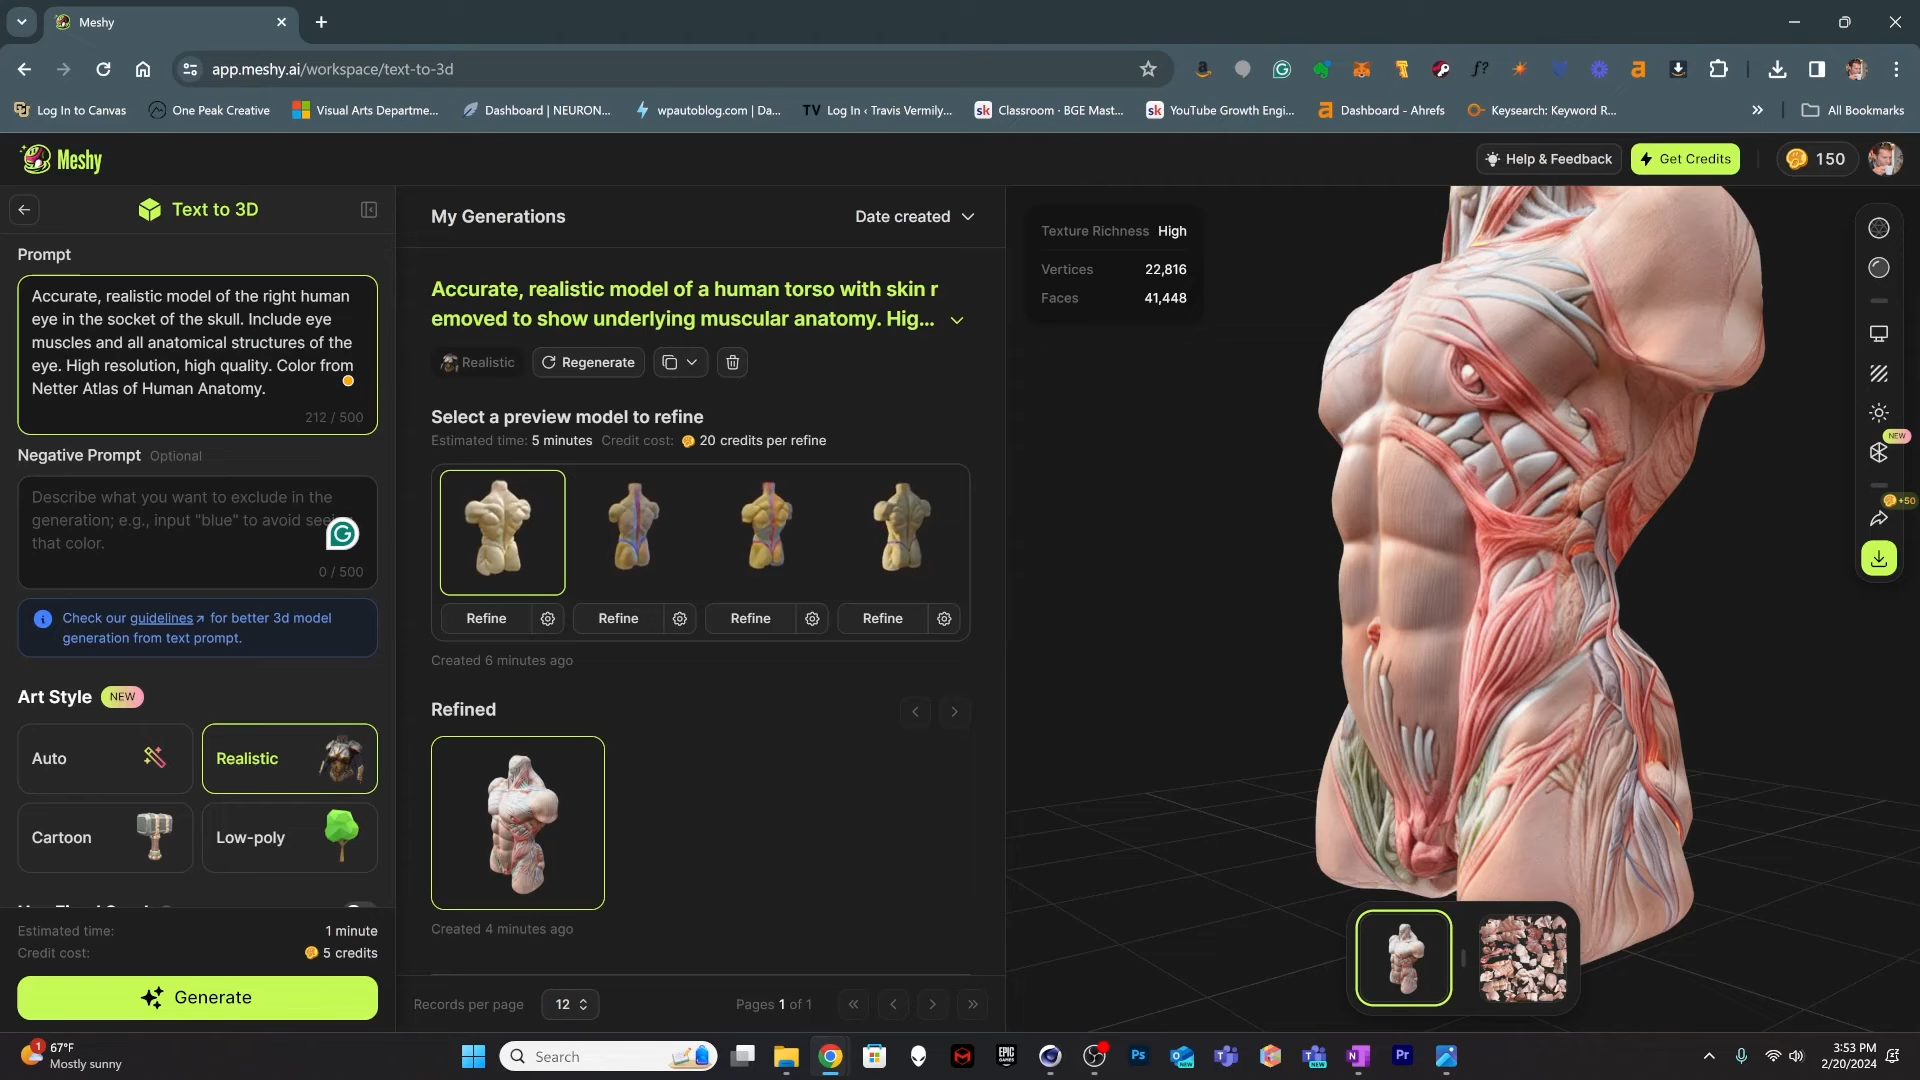 Meshy
app.meshy.ai/workspace/text-to-3d
Log In to Canvas
One Peak Creative
Visual Arts Departme...
Dashboard | NEURON...
wpautoblog.com | Da...
TV Log In ‹ Travis Vermily...
sk Classroom · BGE Mast...
sk YouTube Growth Engi...
Dashboard - Ahrefs
Keysearch: Keyword R...
All Bookmarks
Meshy
Help & Feedback
Get Credits
150
Text to 3D
Prompt
Accurate, realistic model of the right human
eye in the socket of the skull. Include eye
muscles and all anatomical structures of the
eye. High resolution, high quality. Color from
Netter Atlas of Human Anatomy.
212 / 500
Negative Prompt Optional
Describe what you want to exclude in the
generation; e.g., input "blue" to avoid see
that color.
0 / 500
Check our guidelines ↗ for better 3d model
generation from text prompt.
Art Style NEW
Auto
Realistic
Cartoon
Low-poly
Estimated time: 1 minute
Credit cost: 5 credits
Generate
My Generations
Date created
Accurate, realistic model of a human torso with skin r
emoved to show underlying muscular anatomy. Hig...
Realistic
Regenerate
Select a preview model to refine
Estimated time: 5 minutes Credit cost: 20 credits per refine
Refine
Refine
Refine
Refine
Created 6 minutes ago
Refined
Created 4 minutes ago
Records per page 12
Pages 1 of 1
Texture Richness High
Vertices 22,816
Faces 41,448
NEW
+50
1
67°F
Mostly sunny
Search
EPIC
GAMES
Ps
NEW
N
Pr
3:53 PM
2/20/2024